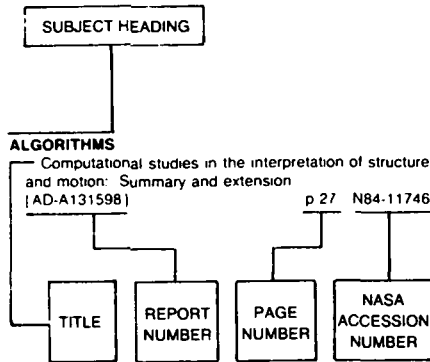 SUBJECT HEADING
ALGORITHMS
Computational studies in the interpretation of structure
and motion: Summary and extension
[AD-A131598] p 27 N84-11746
TITLE
REPORT
NUMBER
PAGE
NUMBER
NASA
ACCESSION
NUMBER